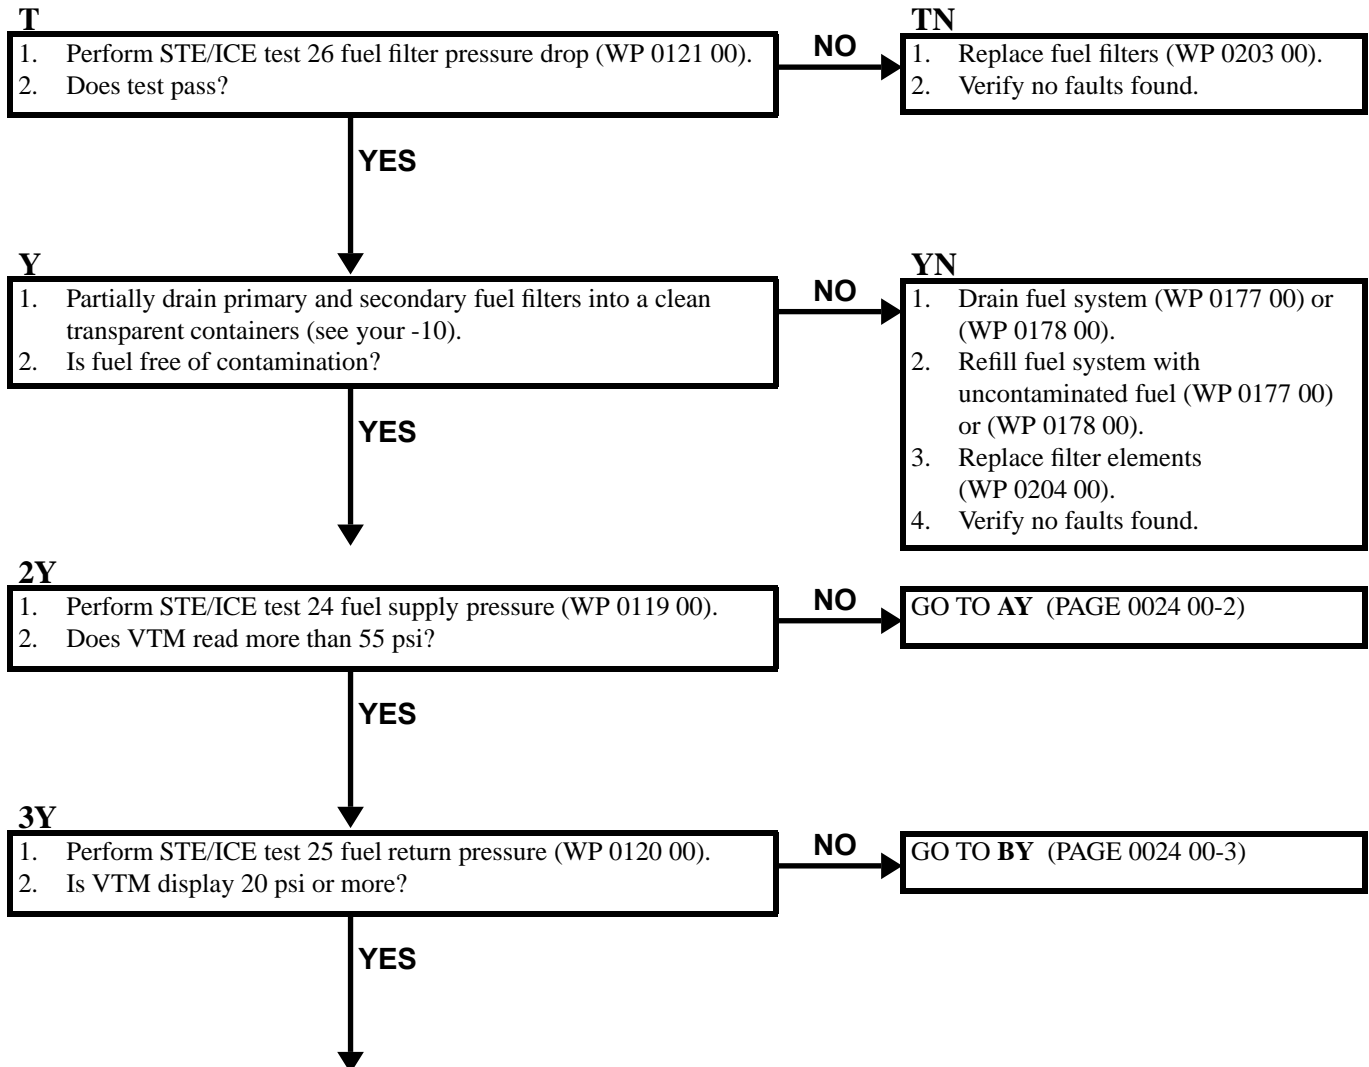 T
1. Perform STE/ICE test 26 fuel filter pressure drop (WP 0121 00).
2. Does test pass?
NO
TN
1. Replace fuel filters (WP 0203 00).
2. Verify no faults found.
YES
Y
1. Partially drain primary and secondary fuel filters into a clean
transparent containers (see your -10).
2. Is fuel free of contamination?
NO
YN
1. Drain fuel system (WP 0177 00) or
(WP 0178 00).
2. Refill fuel system with
uncontaminated fuel (WP 0177 00)
or (WP 0178 00).
3. Replace filter elements
(WP 0204 00).
4. Verify no faults found.
YES
2Y
1. Perform STE/ICE test 24 fuel supply pressure (WP 0119 00).
2. Does VTM read more than 55 psi?
NO
GO TO AY (PAGE 0024 00-2)
YES
3Y
1. Perform STE/ICE test 25 fuel return pressure (WP 0120 00).
2. Is VTM display 20 psi or more?
NO
GO TO BY (PAGE 0024 00-3)
YES